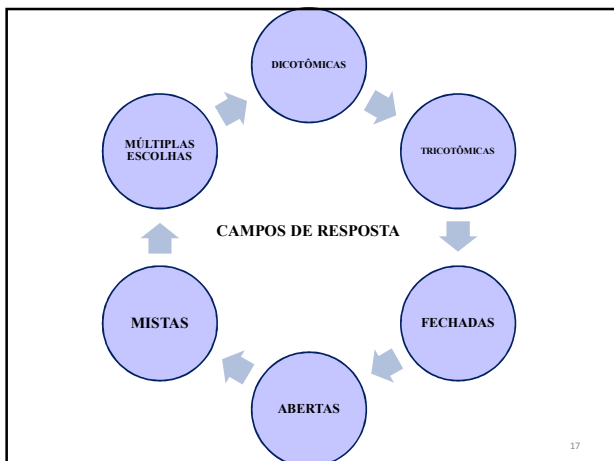 DICOTÔMICAS
MÚLTIPLAS
ESCOLHAS
TRICOTÔMICAS
CAMPOS DE RESPOSTA
MISTAS
FECHADAS
ABERTAS
17